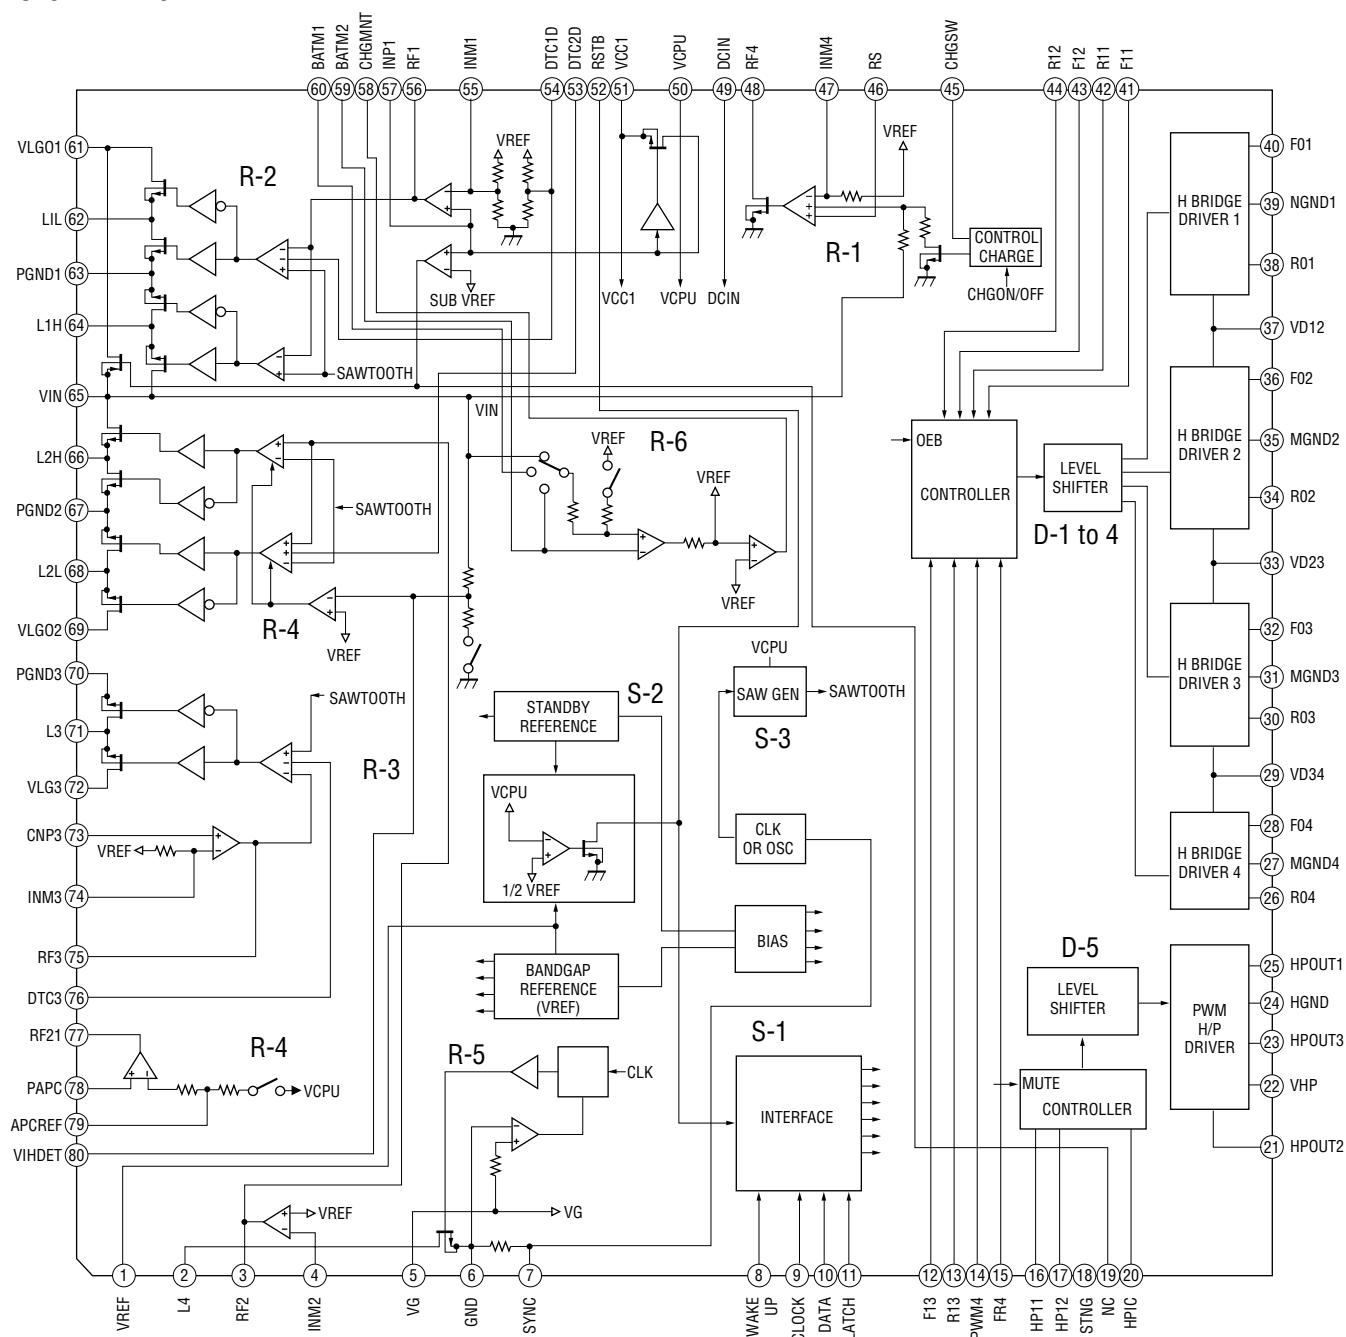 BATM1
BATM2
CHGMNT
INP1
RF1
INM1
DTC1D
DTC2D
RSTB
VCC1
VCPU
DCIN
RF4
INM4
RS
CHGSW
R12
F12
R11
F11
60
59
58
57
56
55
54
53
52
51
50
49
48
47
46
45
44
43
42
41
VLGO1 61
LIL 62
PGND1 63
L1H 64
VIN 65
L2H 66
PGND2 67
L2L 68
VLGO2 69
PGND3 70
L3 71
VLG3 72
CNP3 73
INM3 74
RF3 75
DTC3 76
RF21 77
PAPC 78
APCREF 79
VIHDET 80
R-2
VREF
SUB VREF
VCC1
VCPU
DCIN
VREF
R-1
CONTROL
CHARGE
CHGON/OFF
SAWTOOTH
VIN
SAWTOOTH
R-4
VREF
VREF
R-6
VREF
VREF
OEB
CONTROLLER
LEVEL
SHIFTER
D-1 to 4
H BRIDGE
DRIVER 1
H BRIDGE
DRIVER 2
H BRIDGE
DRIVER 3
H BRIDGE
DRIVER 4
40 F01
39 NGND1
38 R01
37 VD12
36 F02
35 MGND2
34 R02
33 VD23
32 F03
31 MGND3
30 R03
29 VD34
28 F04
27 MGND4
26 R04
25 HPOUT1
24 HGND
23 HPOUT3
22 VHP
21 HPOUT2
SAWTOOTH
R-3
VREF
STANDBY
REFERENCE
S-2
VCPU
SAW GEN
SAWTOOTH
S-3
VCPU
1/2 VREF
CLK
OR OSC
BIAS
BANDGAP
REFERENCE
(VREF)
R-4
VCPU
R-5
CLK
S-1
INTERFACE
D-5
LEVEL
SHIFTER
PWM
H/P
DRIVER
MUTE
CONTROLLER
VREF
VG
1
2
3
4
5
6
7
8
9
10
11
12
13
14
15
16
17
18
19
20
VREF
L4
RF2
INM2
VG
GND
SYNC
WAKE
UP
CLOCK
DATA
LATCH
F13
R13
PWM4
FR4
HP11
HP12
STNG
NC
HPIC